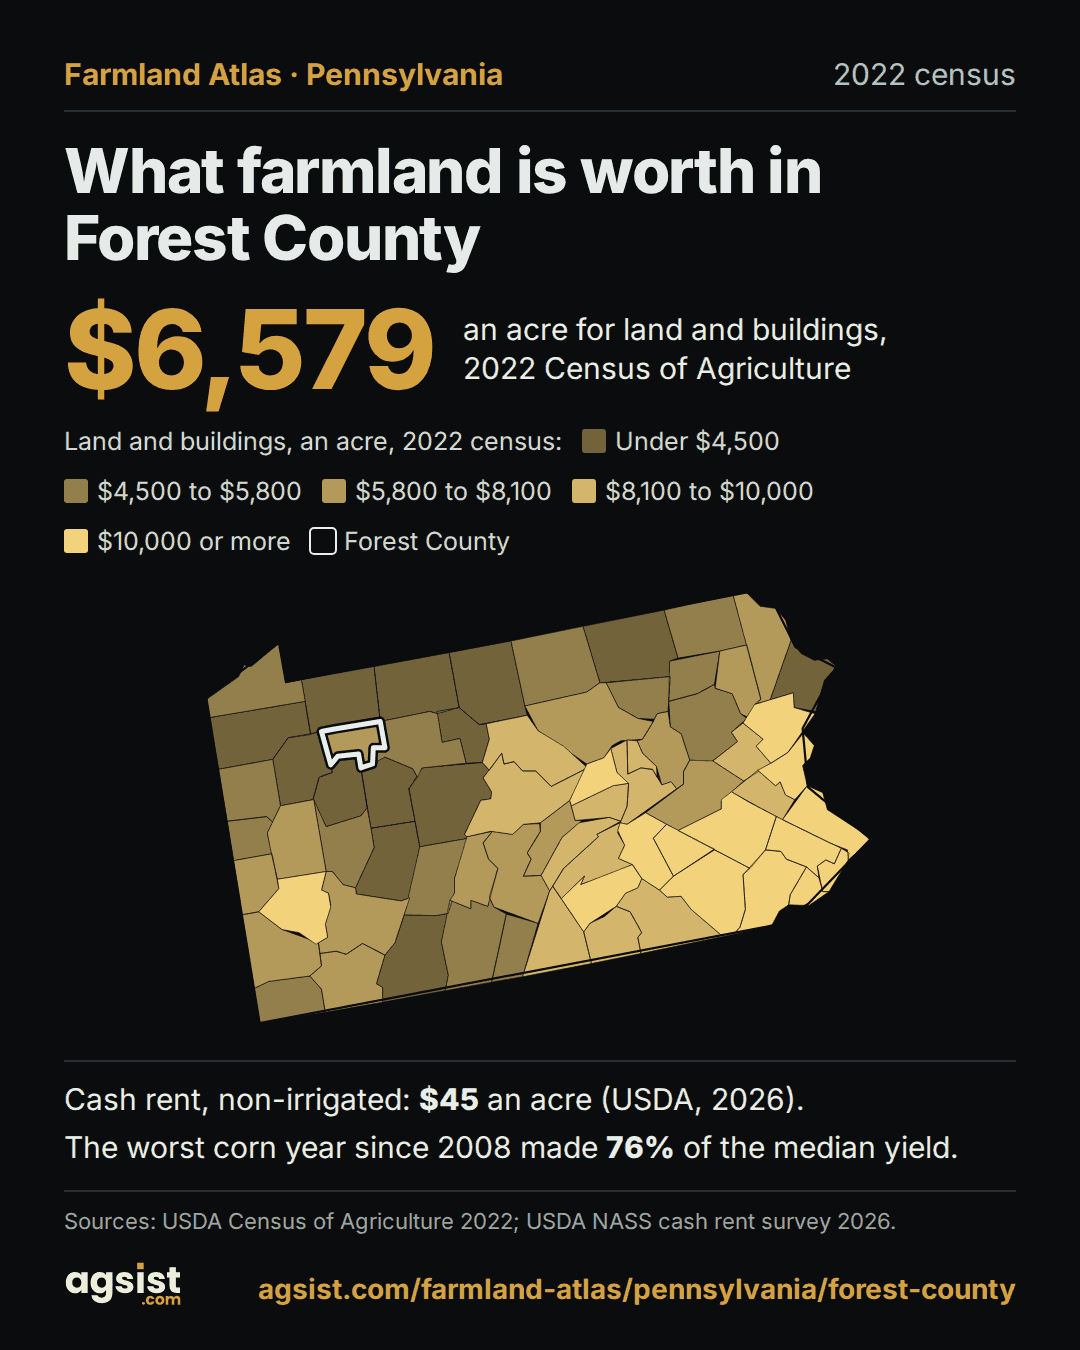 Farmland Atlas · Pennsylvania
2022 census
What farmland is worth in
Forest County
$6,579
an acre for land and buildings,
2022 Census of Agriculture
Land and buildings, an acre, 2022 census: Under $4,500
$4,500 to $5,800 $5,800 to $8,100 $8,100 to $10,000
$10,000 or more Forest County
Cash rent, non-irrigated: $45 an acre (USDA, 2026).
The worst corn year since 2008 made 76% of the median yield.
Sources: USDA Census of Agriculture 2022; USDA NASS cash rent survey 2026.
agsist
.com
agsist.com/farmland-atlas/pennsylvania/forest-county